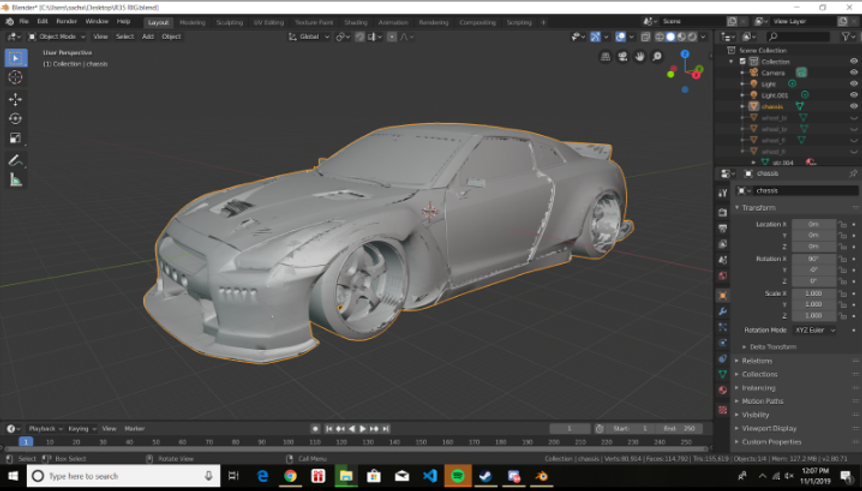 Blender* [C:\Users\sacha\Desktop\R35 RIG.blend]
File Edit Render Window Help Layout Modeling Sculpting UV Editing Texture Paint Shading Animation Rendering Compositing Scripting Scene View Layer
Object Mode View Select Add Object Global
User Perspective
(1) Collection | chassis
Scene Collection
Collection
Camera
Light
Light.001
chassis
wheel_bl
wheel_br
wheel_fl
wheel_fr
chassis
chassis
Transform
Location X 0m
Y 0m
Z 0m
Rotation X 90°
Y -0°
Z 0°
Scale X 1.000
Y 1.000
Z 1.000
Rotation Mode XYZ Euler
Delta Transform
Relations
Collections
Instancing
Motion Paths
Visibility
Viewport Display
Custom Properties
Playback Keying View Marker 1 Start: 1 End: 250
1 10 20 30 40 50 60 70 80 90 100 110 120 130 140 150 160 170 180 190 200 210 220 230 240 250
Select Box Select Rotate View Call Menu Collection | chassis | Verts:80,914 | Faces:114,792 | Tris:155,619 | Objects:1/4 | Mem: 127.2 MB | v2.80.71
Type here to search
12:07 PM
11/1/2019